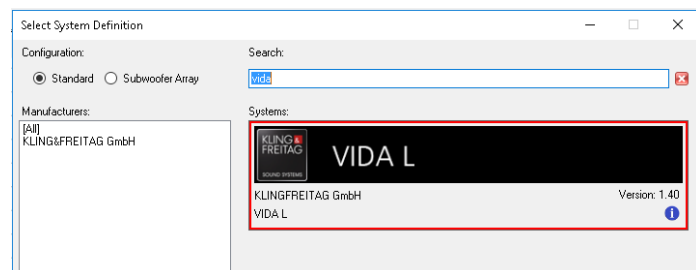 Select System Definition
Configuration:
Standard
Subwoofer Array
Search:
vida
Manufacturers:
[All]
KLING&FREITAG GmbH
Systems:
KLING&
FREITAG
SOUND SYSTEMS
VIDA L
KLINGFREITAG GmbH
Version: 1.40
VIDA L
i